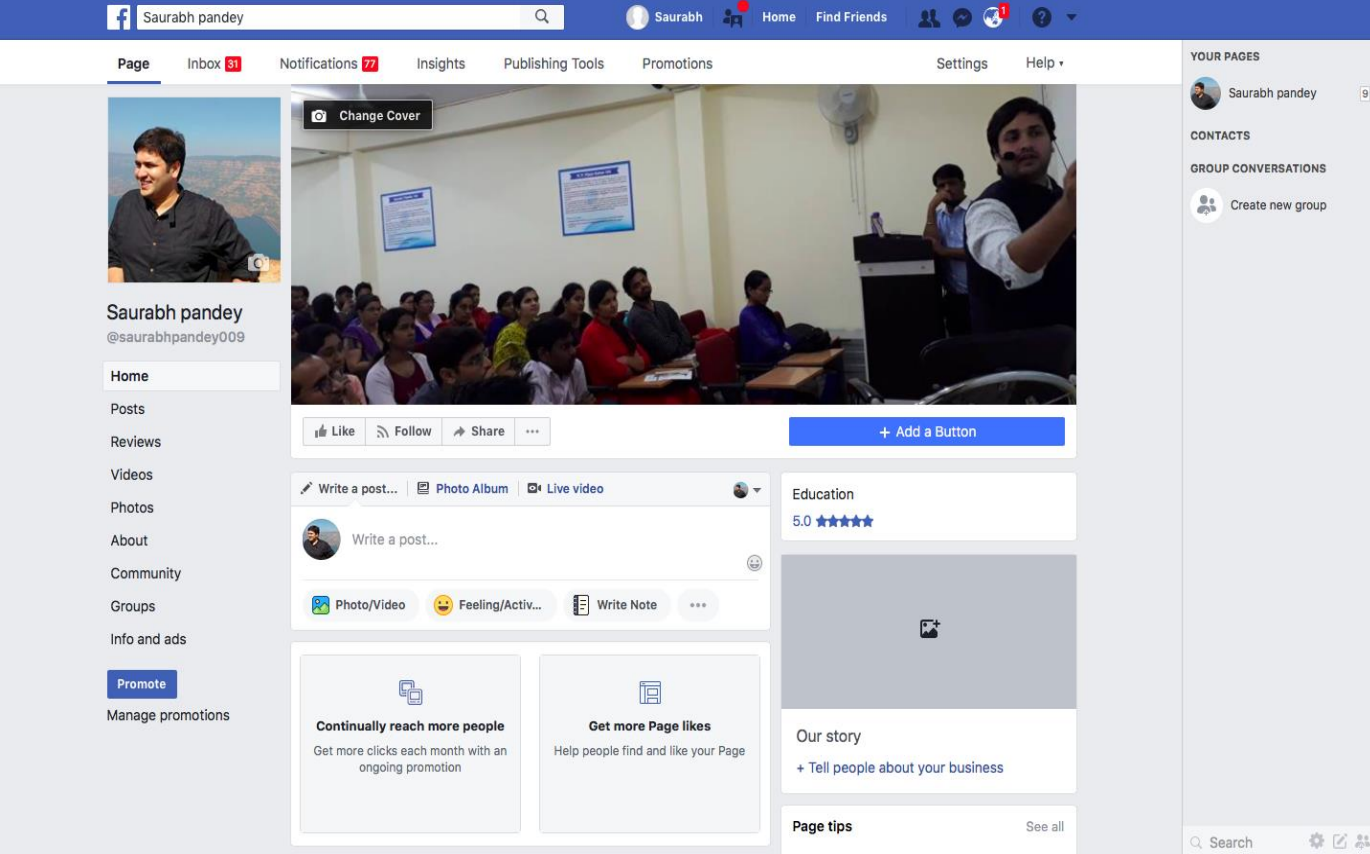 Saurabh pandey
Saurabh
Home
Find Friends
1
Page
Inbox 31
Notifications 77
Insights
Publishing Tools
Promotions
Settings
Help
YOUR PAGES
Saurabh pandey
9
CONTACTS
GROUP CONVERSATIONS
Create new group
Change Cover
Saurabh pandey
@saurabhpandey009
Home
Posts
Reviews
Videos
Photos
About
Community
Groups
Info and ads
Promote
Manage promotions
Like
Follow
Share
+ Add a Button
Write a post...
Photo Album
Live video
Write a post...
Photo/Video
Feeling/Activ...
Write Note
Education
5.0
Continually reach more people
Get more clicks each month with an
ongoing promotion
Get more Page likes
Help people find and like your Page
Our story
+ Tell people about your business
Page tips
See all
Search